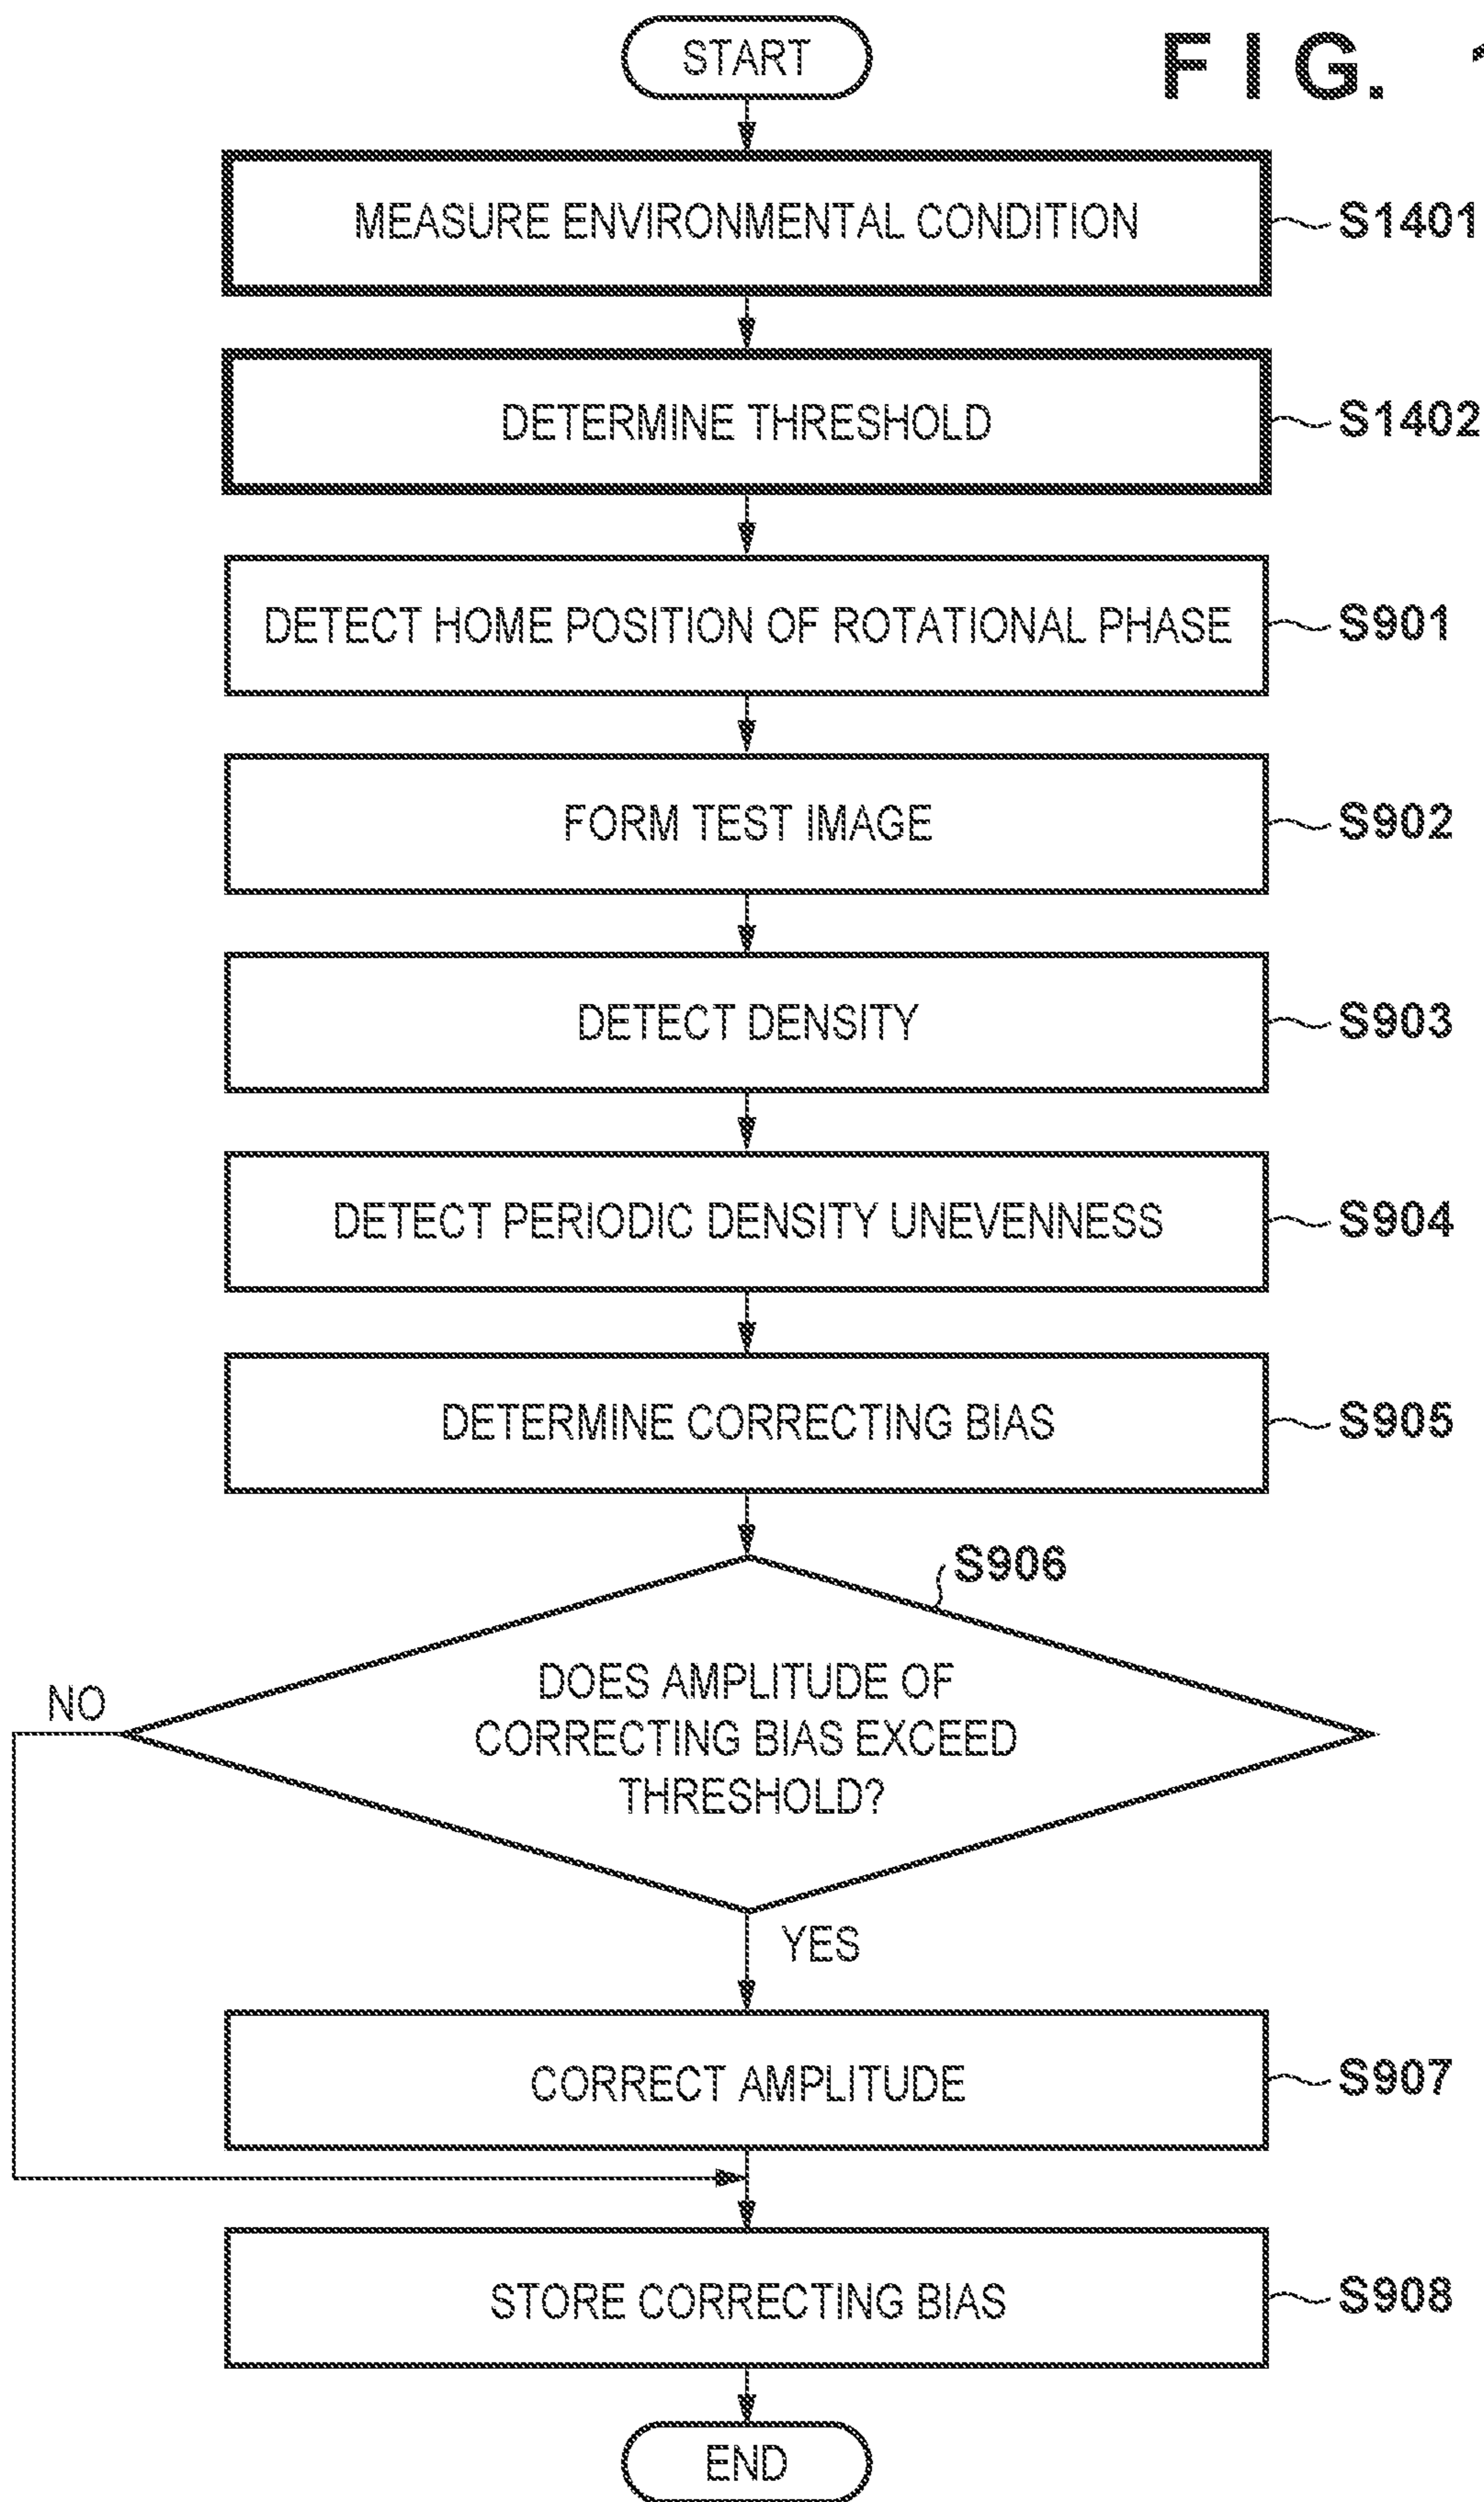 START
FIG. 1
MEASURE ENVIRONMENTAL CONDITION
S1401
DETERMINE THRESHOLD
S1402
DETECT HOME POSITION OF ROTATIONAL PHASE
S901
FORM TEST IMAGE
S902
DETECT DENSITY
S903
DETECT PERIODIC DENSITY UNEVENNESS
S904
DETERMINE CORRECTING BIAS
S905
S906
DOES AMPLITUDE OF
CORRECTING BIAS EXCEED
THRESHOLD?
NO
YES
CORRECT AMPLITUDE
S907
STORE CORRECTING BIAS
S908
END